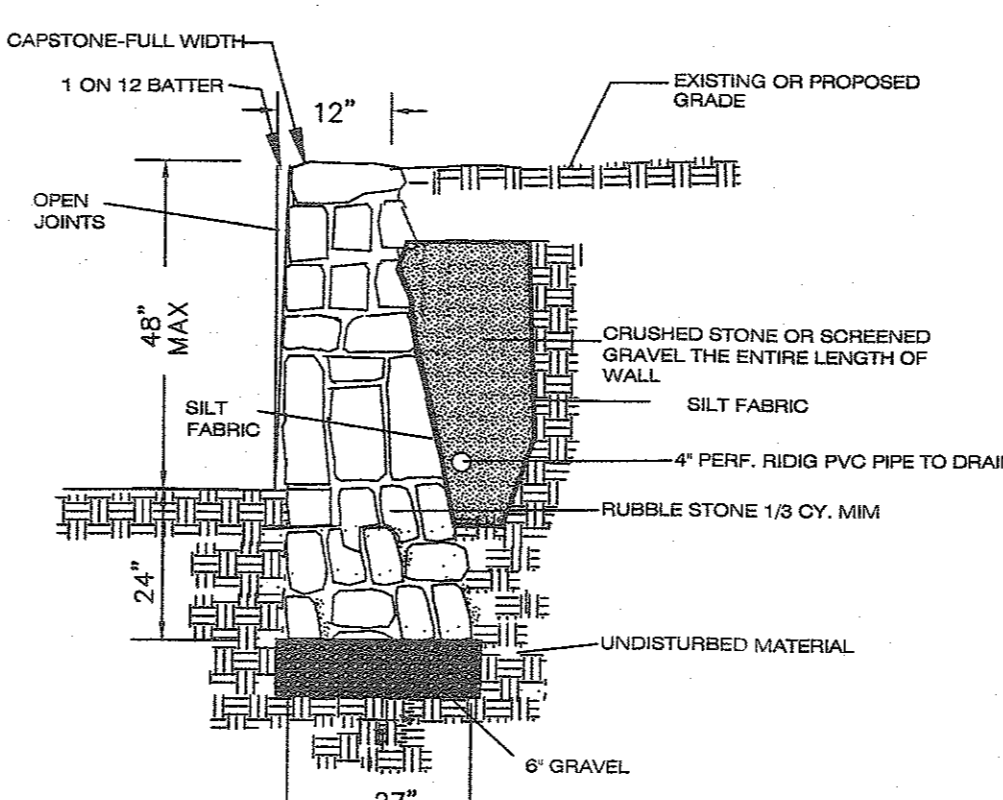 CAPSTONE-FULL WIDTH
1 ON 12 BATTER
12"
EXISTING OR PROPOSED
GRADE
OPEN
JOINTS
48"
MAX
CRUSHED STONE OR SCREENED
GRAVEL THE ENTIRE LENGTH OF
WALL
SILT
FABRIC
SILT FABRIC
4" PERF. RIDIG PVC PIPE TO DRAI
RUBBLE STONE 1/3 CY. MIM
24"
UNDISTURBED MATERIAL
6" GRAVEL